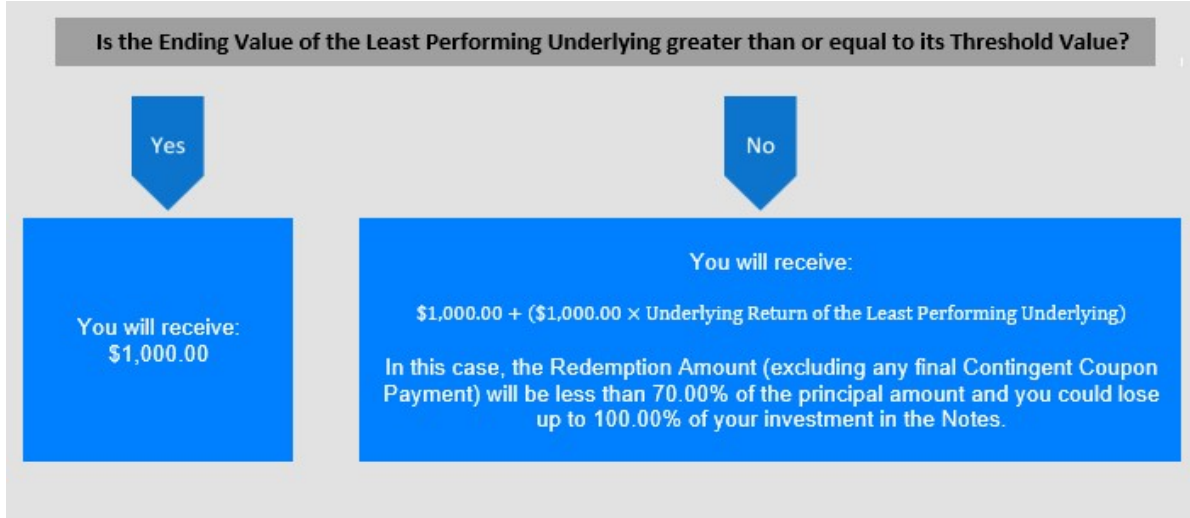 Is the Ending Value of the Least Performing Underlying greater than or equal to its Threshold Value?
Yes
No
You will receive:
$1,000.00
You will receive:
$1,000.00 + ($1,000.00 × Underlying Return of the Least Performing Underlying)
In this case, the Redemption Amount (excluding any final Contingent Coupon
Payment) will be less than 70.00% of the principal amount and you could lose
up to 100.00% of your investment in the Notes.